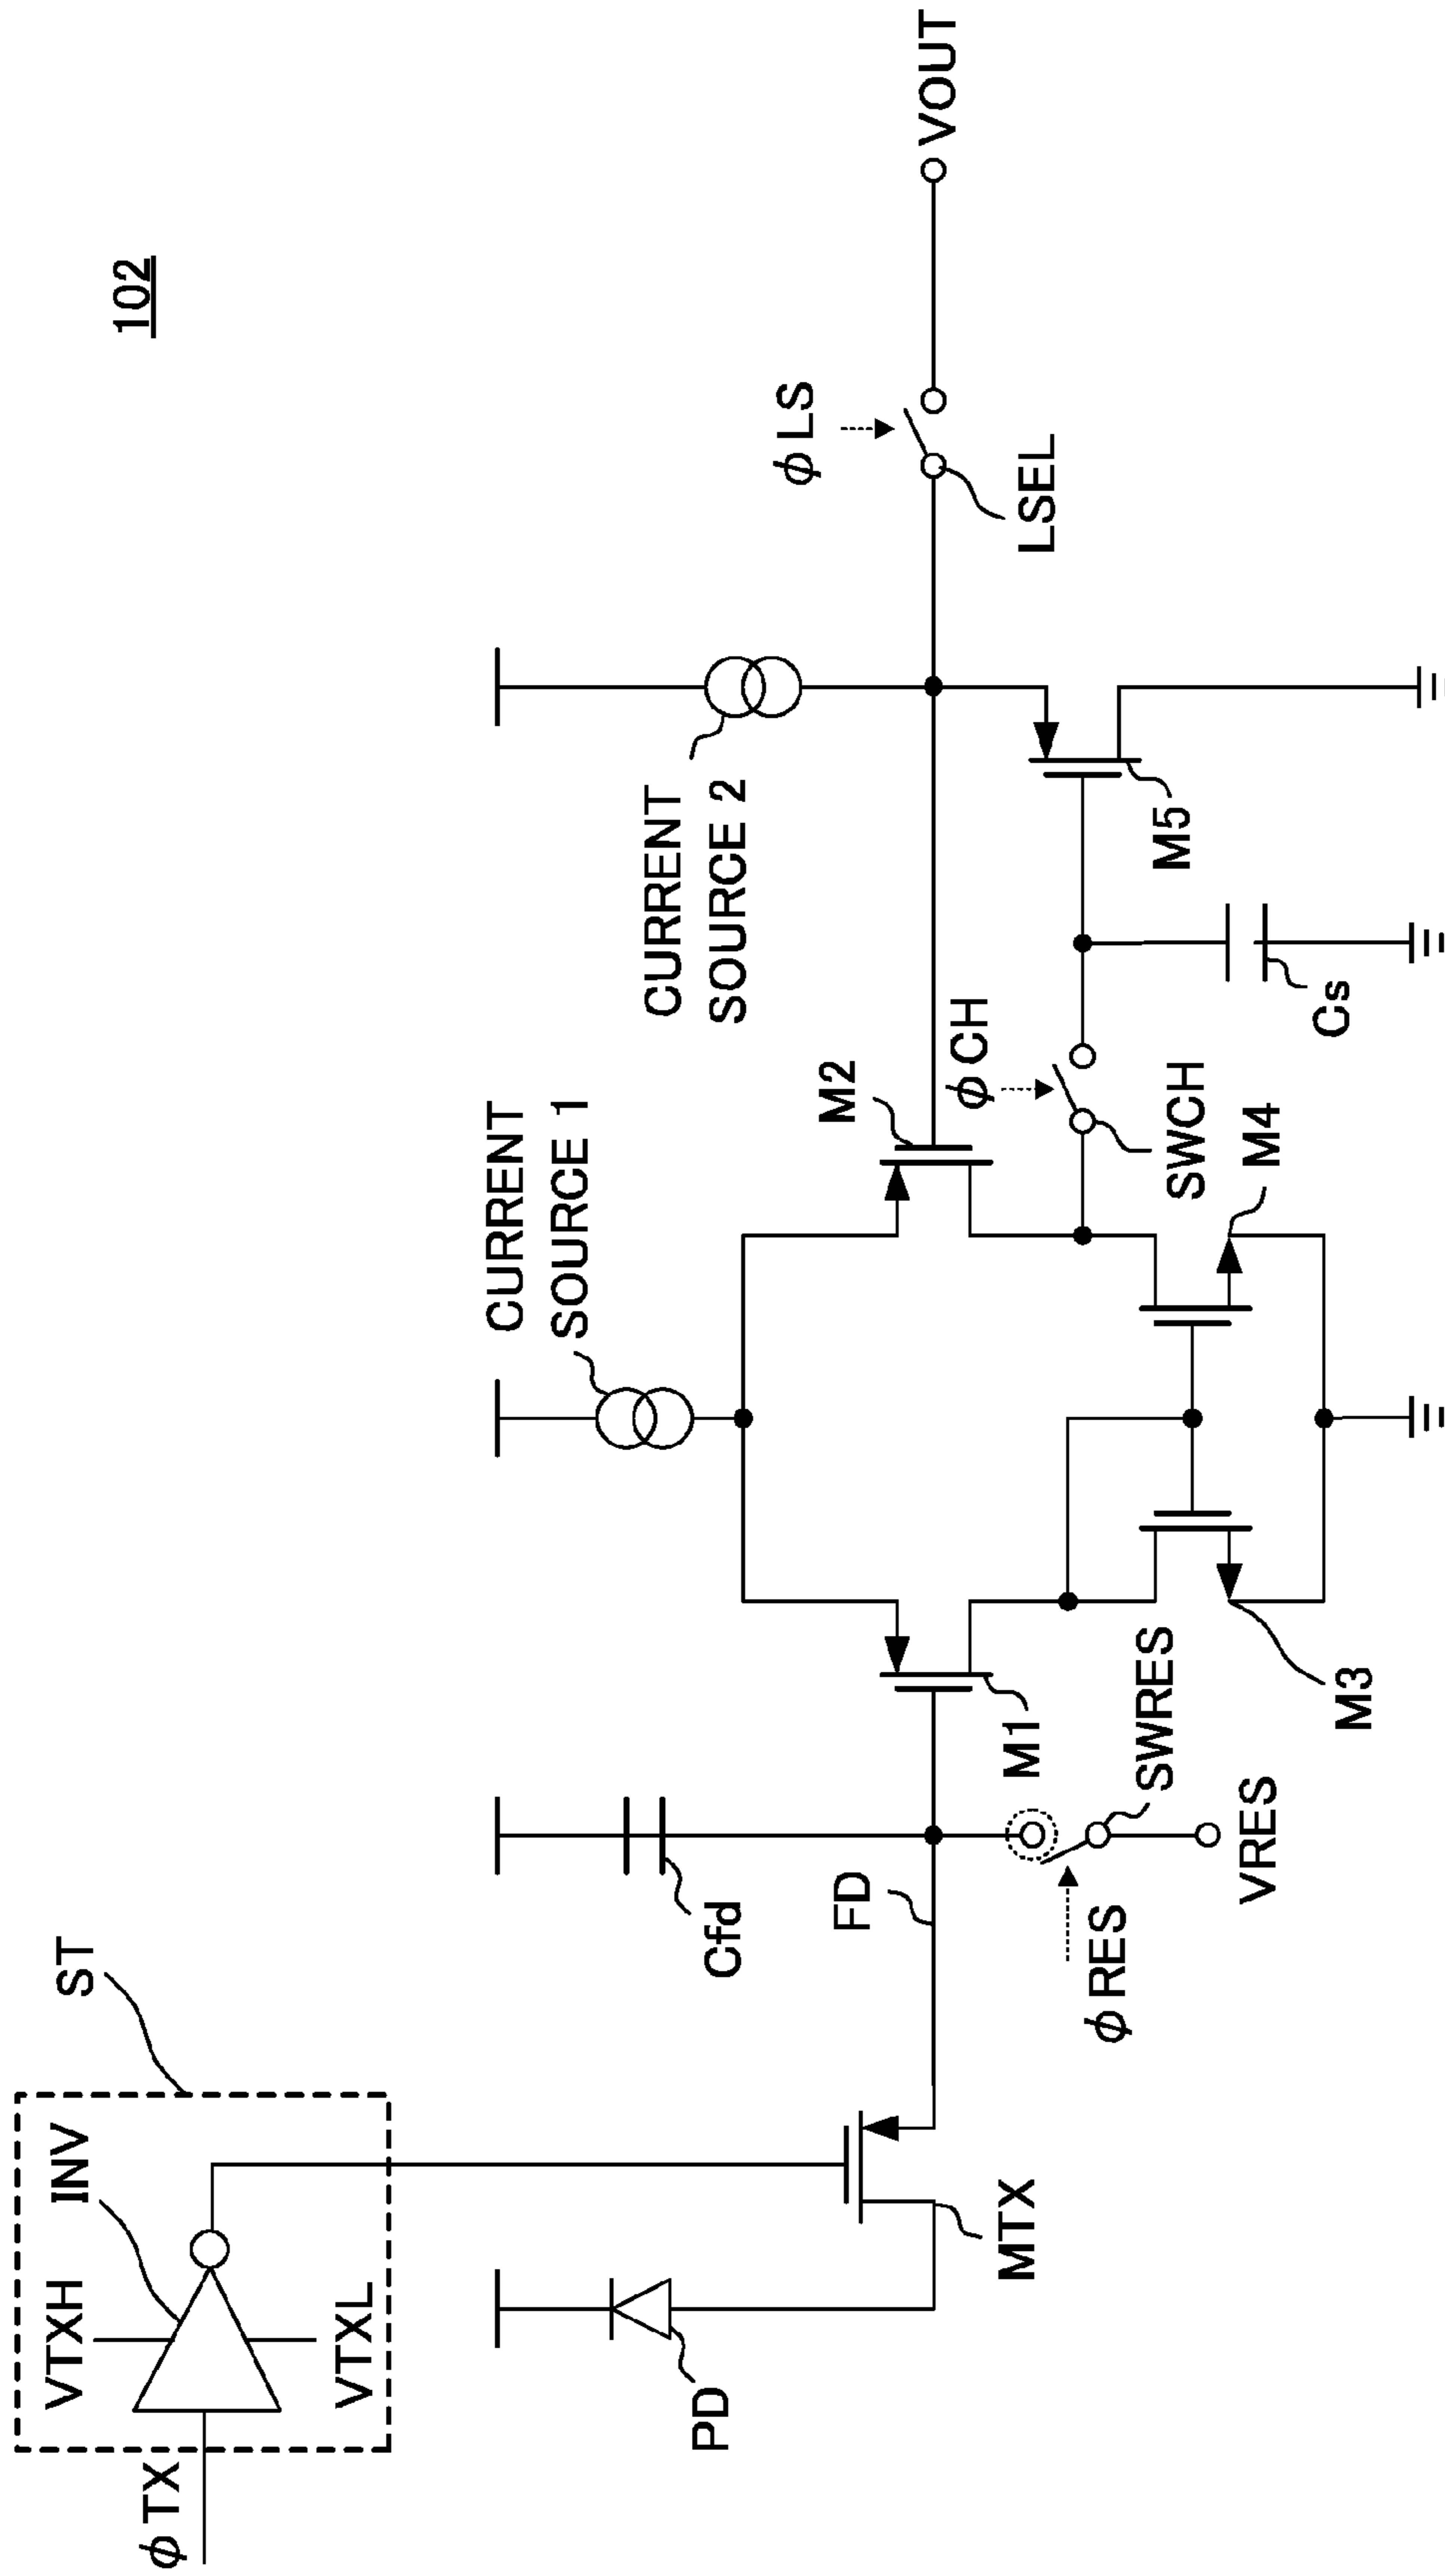 102
ST
VTXH
INV
φTX
VTXL
PD
MTX
Cfd
FD
φRES
SWRES
VRES
M1
M3
CURRENT
SOURCE 1
M2
M4
φCH
SWCH
CURRENT
SOURCE 2
Cs
M5
φLS
LSEL
VOUT